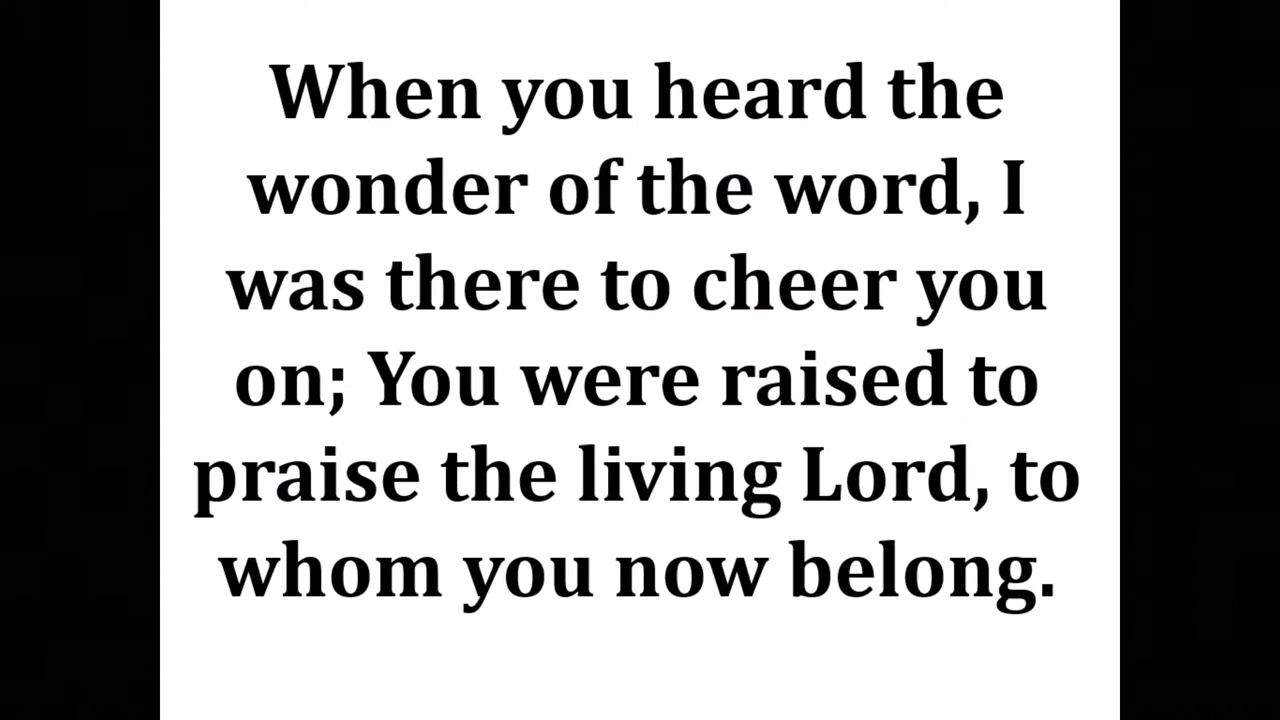 When you heard the
wonder of the word, I
was there to cheer you
on; You were raised to
praise the living Lord, to
whom you now belong.